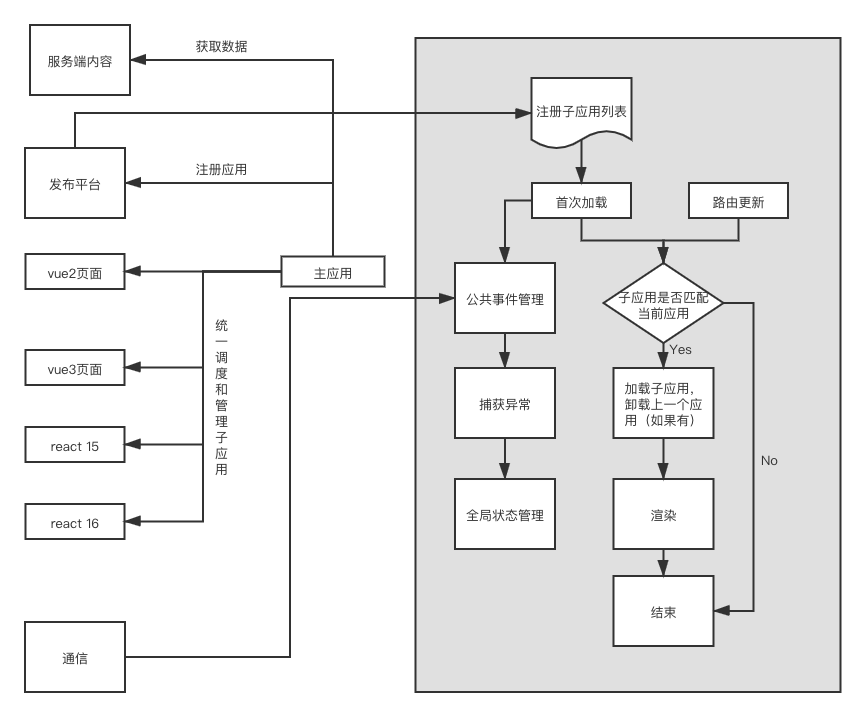 获取数据
服务端内容
注册子应用列表
注册应用
发布平台
首次加载
路由更新
vue2页面
主应用
公共事件管理
子应用是否匹配
当前应用
统
一
调
度
和
管
理
子
应
用
Yes
vue3页面
捕获异常
加载子应用，
卸载上一个应
用（如果有）
react 15
No
全局状态管理
渲染
react 16
结束
通信